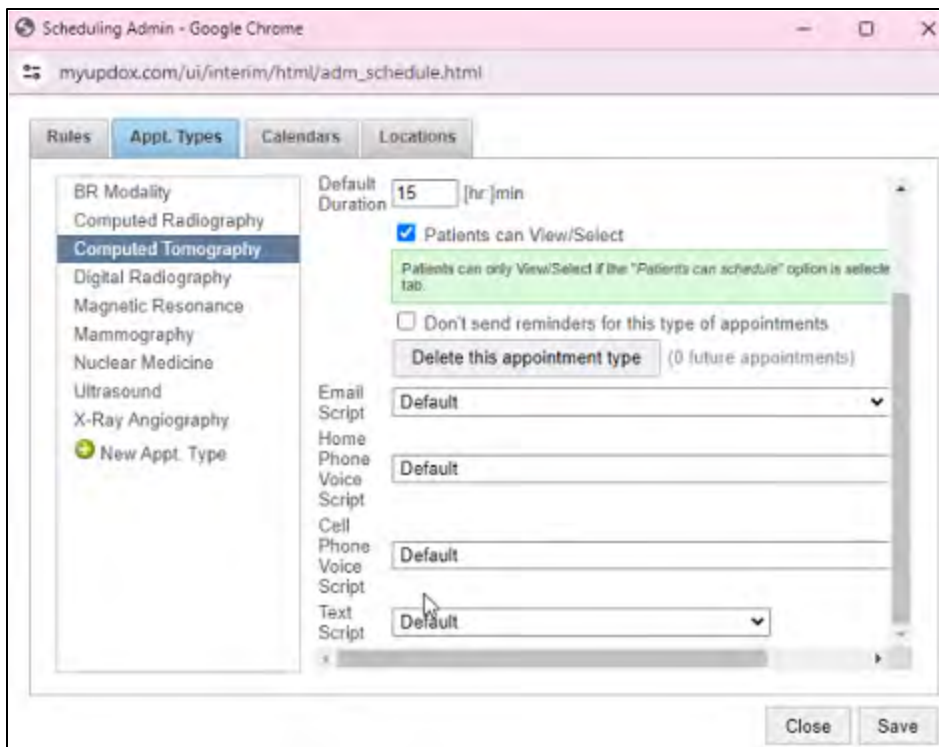 Scheduling Admin - Google Chrome
myupdox.com/ui/interim/html/adm_schedule.html
Rules
Appt. Types
Calendars
Locations
BR Modality
Computed Radiography
Computed Tomography
Digital Radiography
Magnetic Resonance
Mammography
Nuclear Medicine
Ultrasound
X-Ray Angiography
New Appt. Type
Default
Duration
15
[hr ]min
Patients can View/Select
Patients can only View/Select if the "Patients can schedule" option is selecte
tab.
Don't send reminders for this type of appointments
Delete this appointment type
(0 future appointments)
Email
Script
Default
Home
Phone
Voice
Script
Default
Cell
Phone
Voice
Script
Default
Text
Script
Default
Close
Save